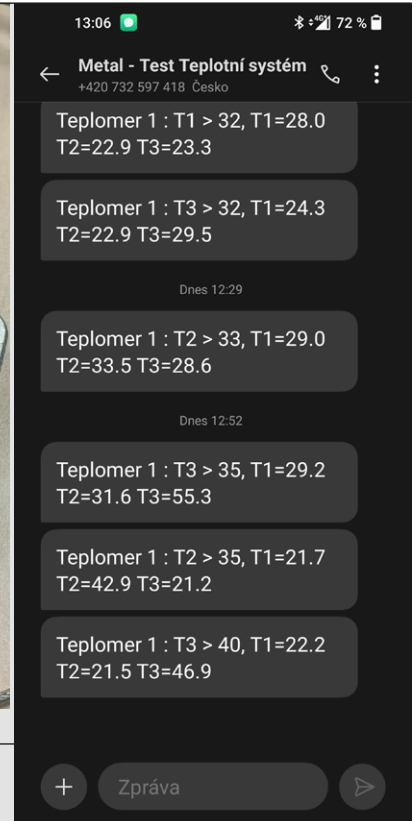 13:06
4G 72 %
Metal - Test Teplotní systém
+420 732 597 418 Česko
Teplomer 1 : T1 > 32, T1=28.0
T2=22.9 T3=23.3
Teplomer 1 : T3 > 32, T1=24.3
T2=22.9 T3=29.5
Dnes 12:29
Teplomer 1 : T2 > 33, T1=29.0
T2=33.5 T3=28.6
Dnes 12:52
Teplomer 1 : T3 > 35, T1=29.2
T2=31.6 T3=55.3
Teplomer 1 : T2 > 35, T1=21.7
T2=42.9 T3=21.2
Teplomer 1 : T3 > 40, T1=22.2
T2=21.5 T3=46.9
Zpráva